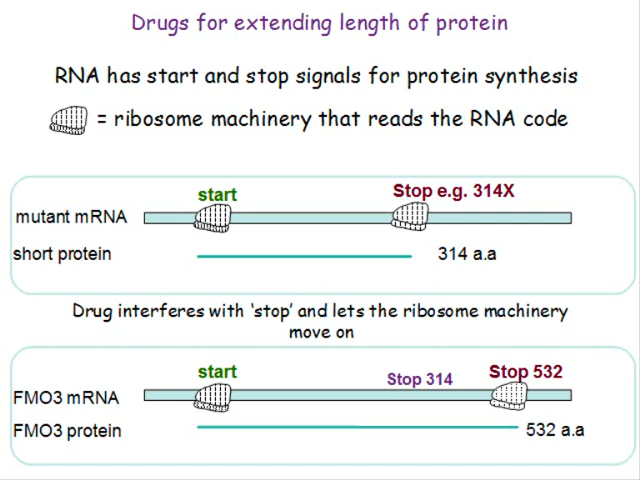 Drugs for extending length of protein
RNA has start and stop signals for protein synthesis
= ribosome machinery that reads the RNA code
start
Stop e.g. 314X
mutant mRNA
short protein
314 a.a
Drug interferes with ‘stop’ and lets the ribosome machinery
move on
start
Stop 314
Stop 532
FMO3 mRNA
FMO3 protein
532 a.a